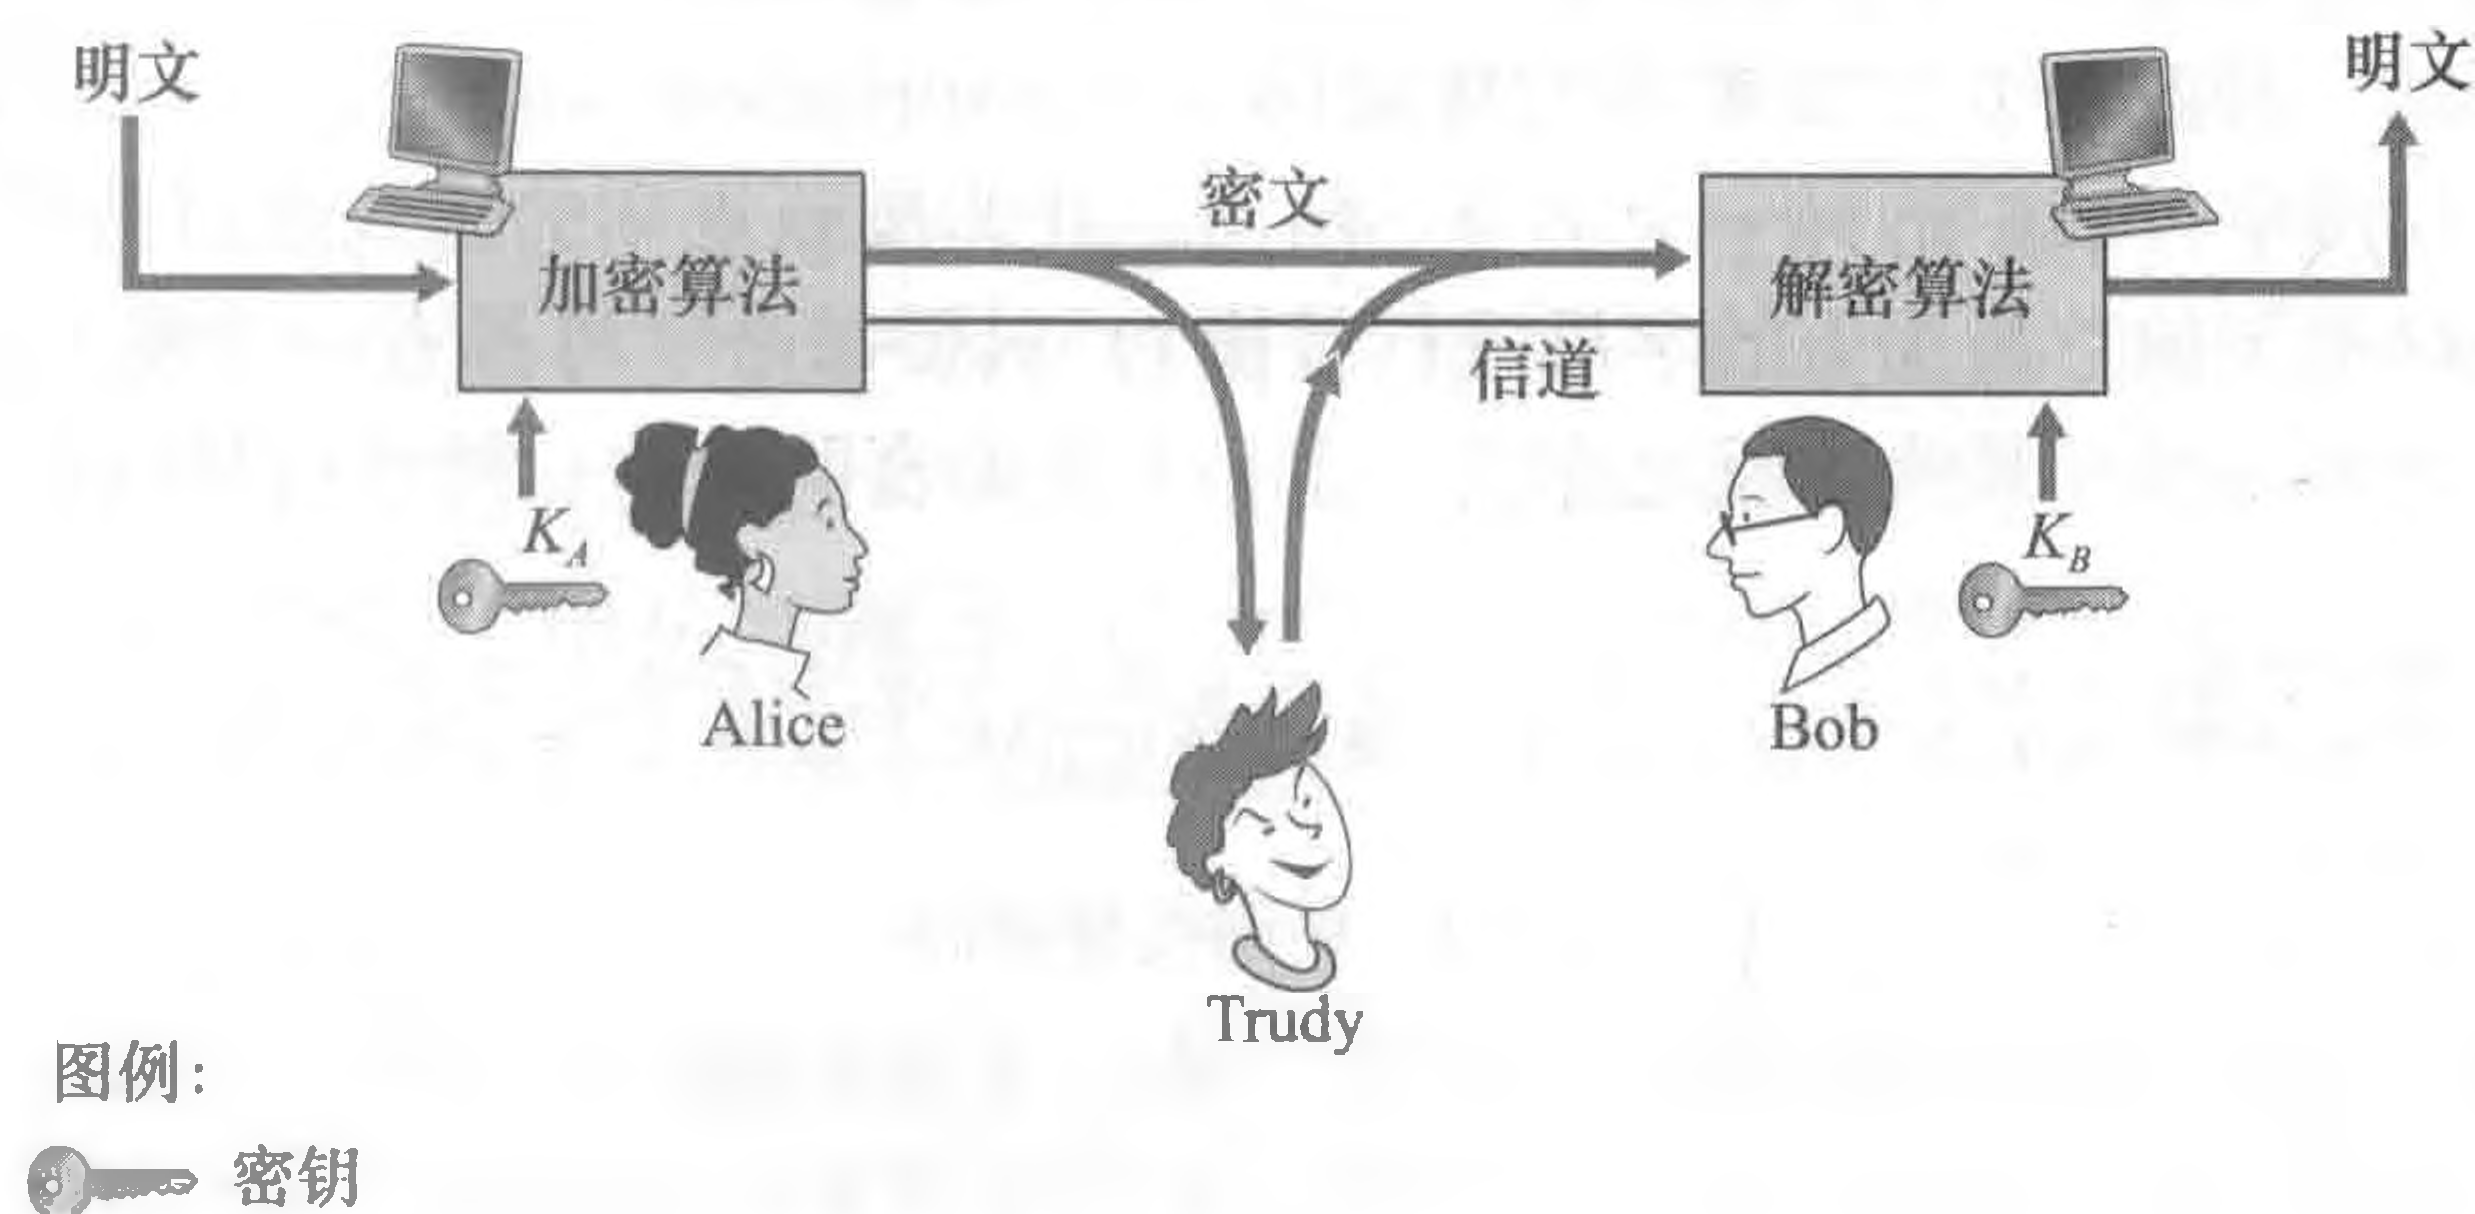 明文
明文
密文
加密算法
解密算法
信道
K_A
K_B
Alice
Bob
Trudy
图例:
密钥